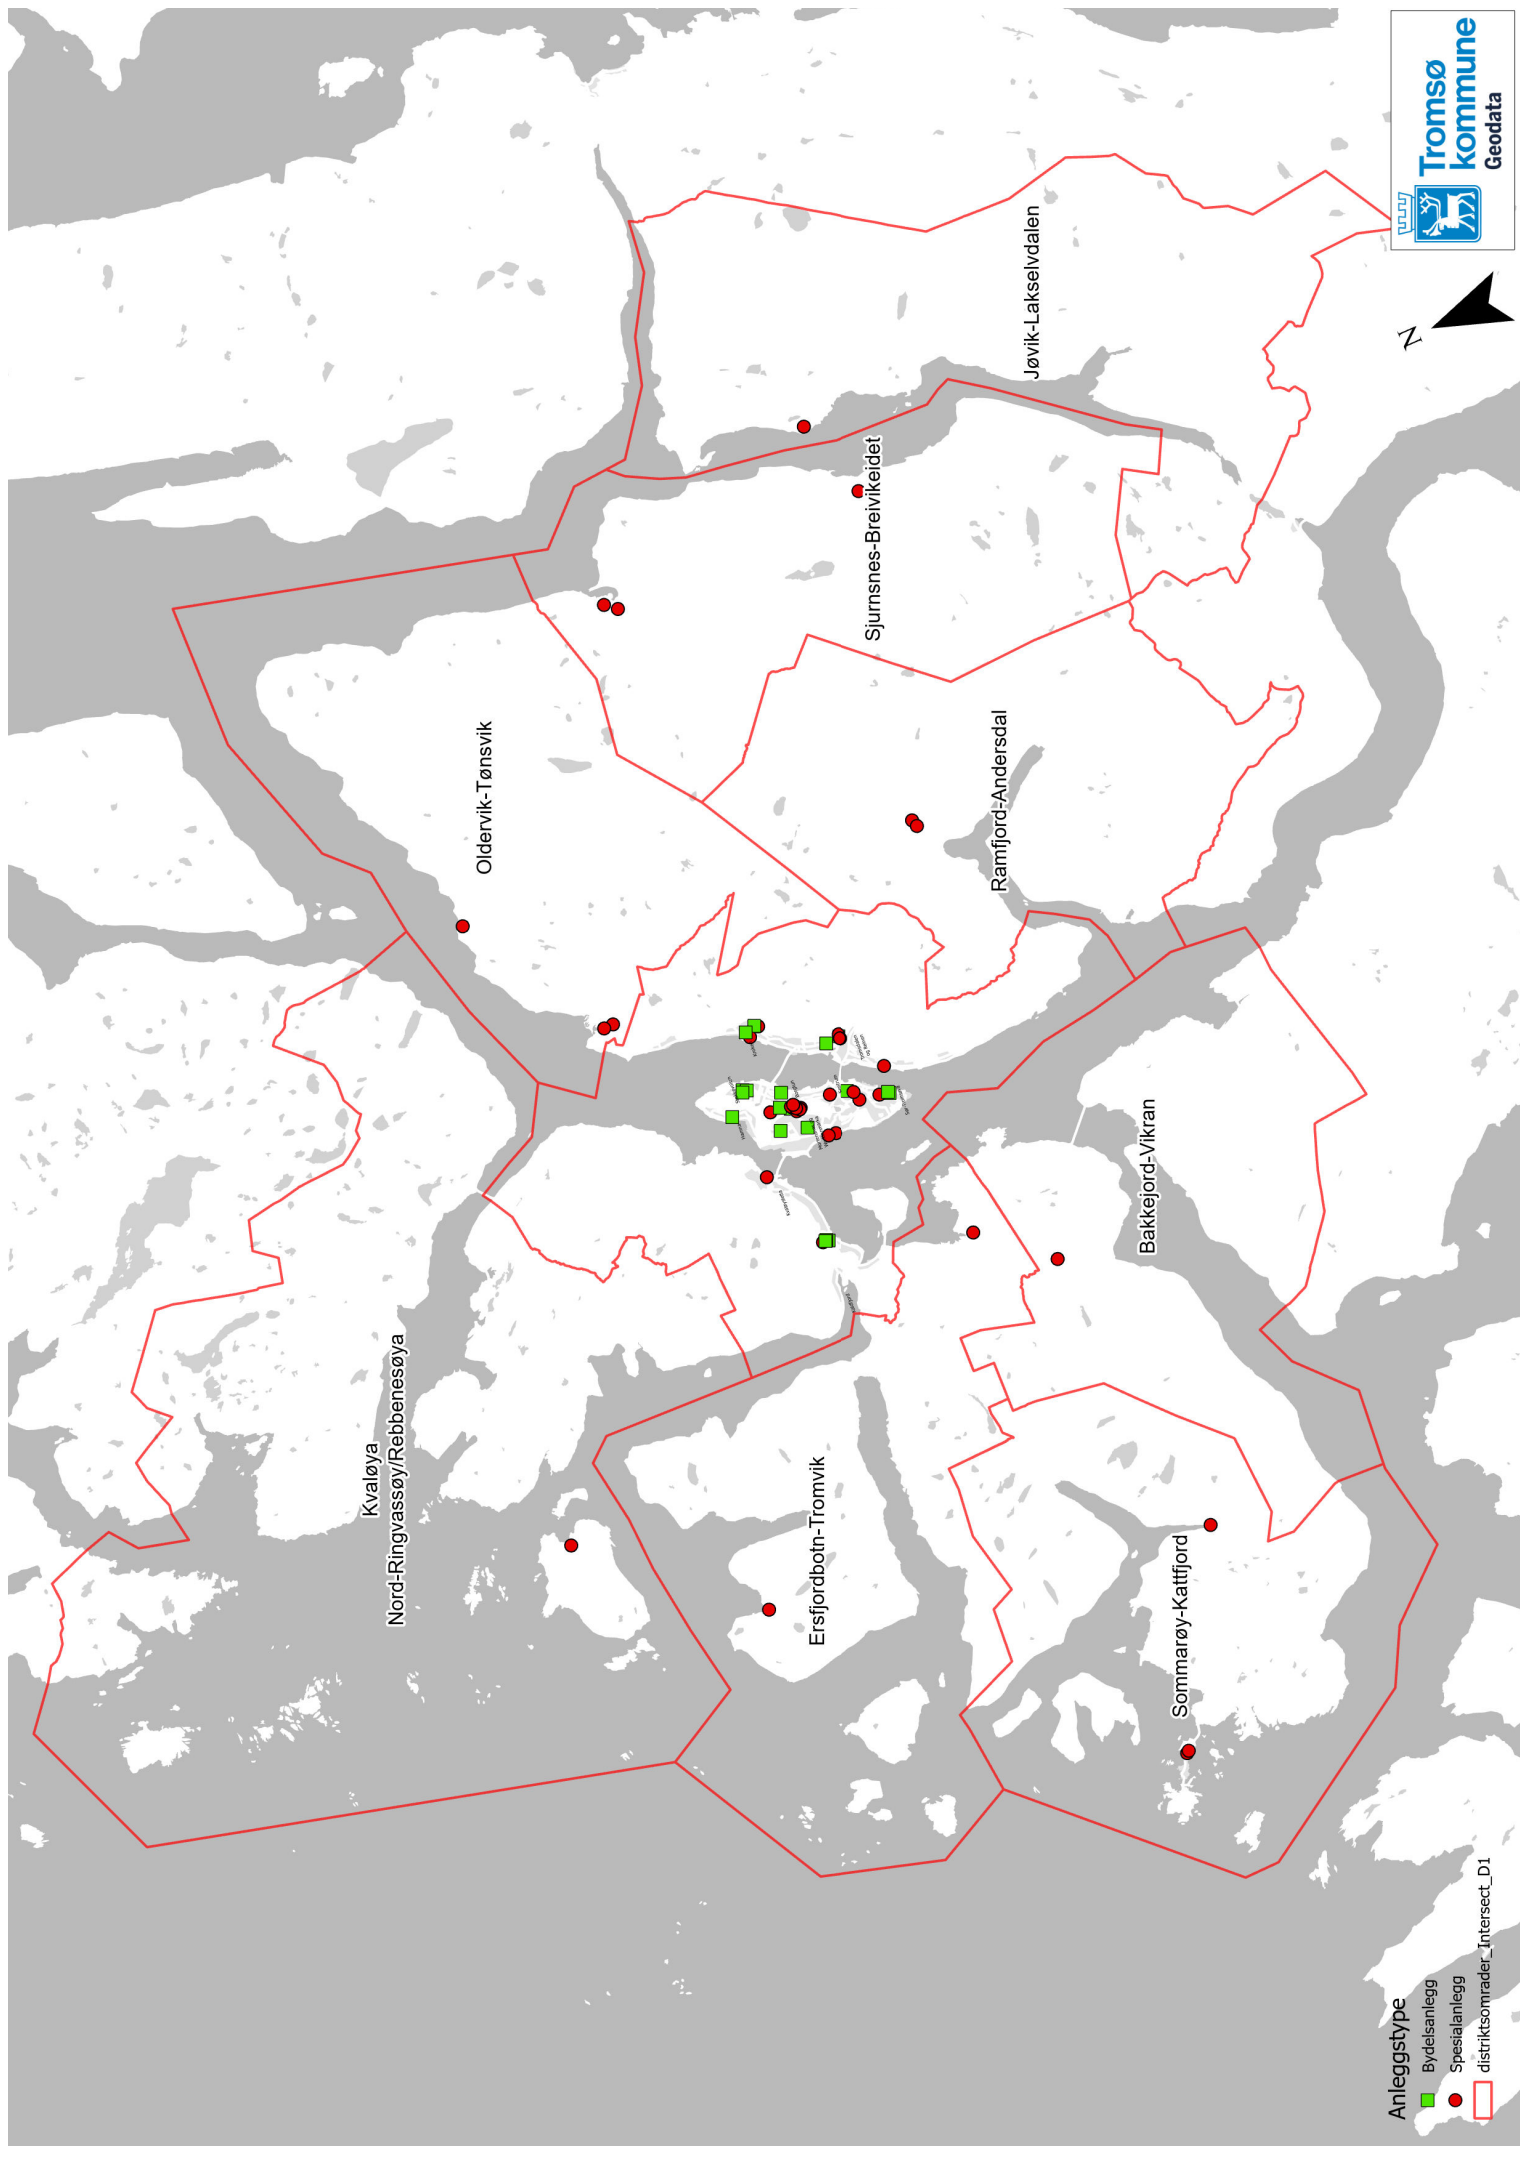 Kvaløya
Nord-Ringvassøy/Rebbenesøya
Oldervik-Tønsvik
Ersfjordbotn-Tromvik
Sjurnsnes-Breivikeidet
Ramfjord-Andersdal
Jøvik-Lakselvdalen
Bakkejord-Vikran
Sommarøy-Kattfjord
Anleggstype
Bydelsanlegg
Spesialanlegg
distriktsomrader_Intersect_D1
N
Tromsø
kommune
Geodata